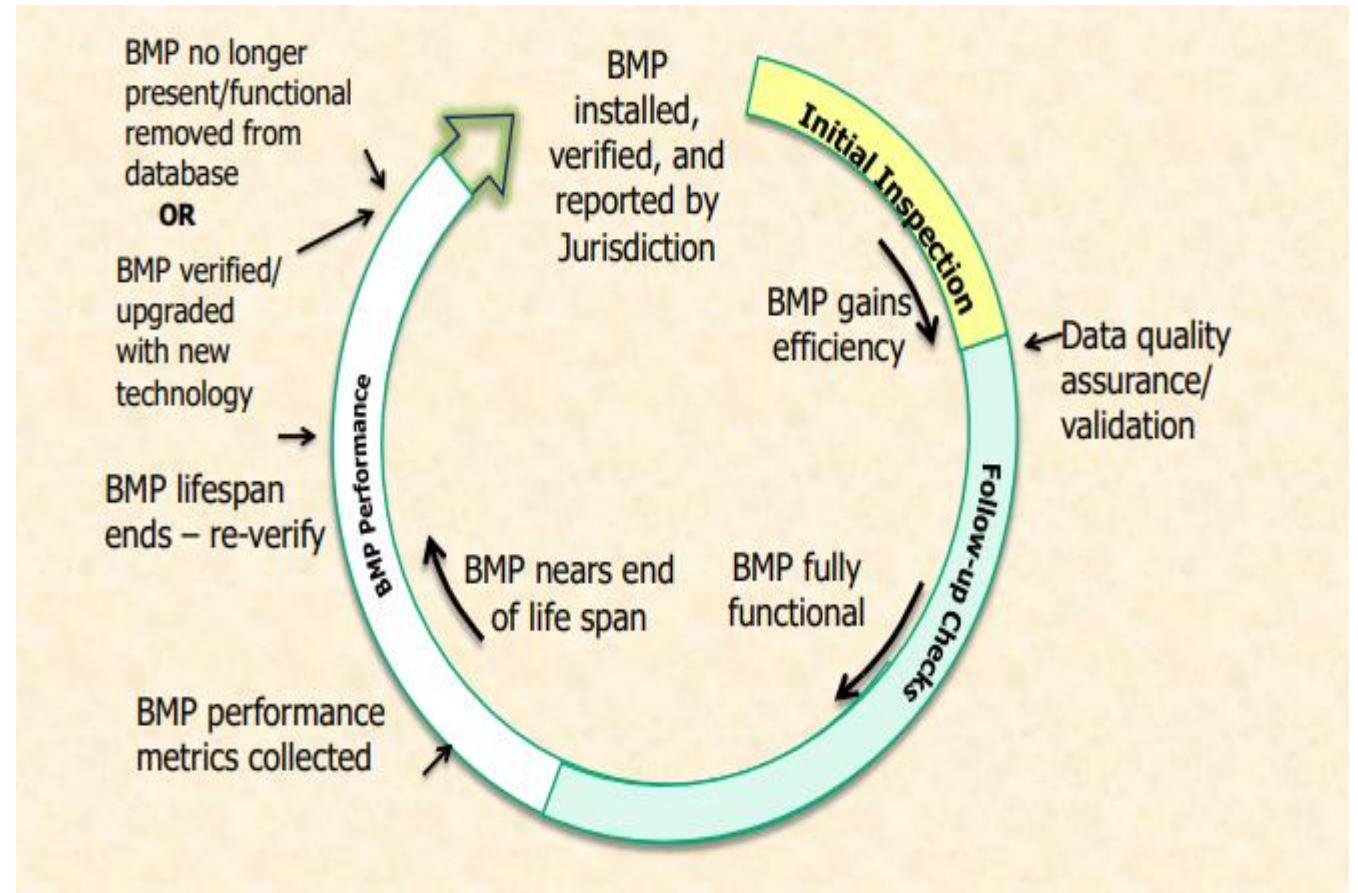 BMP no longer
present/functional
removed from
database
OR
BMP verified/
upgraded
with new
technology
BMP lifespan
ends – re-verify
BMP performance
metrics collected
BMP Performance
BMP nears end
of life span
BMP
installed,
verified, and
reported by
Jurisdiction
Initial Inspection
BMP gains
efficiency
Data quality
assurance/
validation
Follow-up Checks
BMP fully
functional